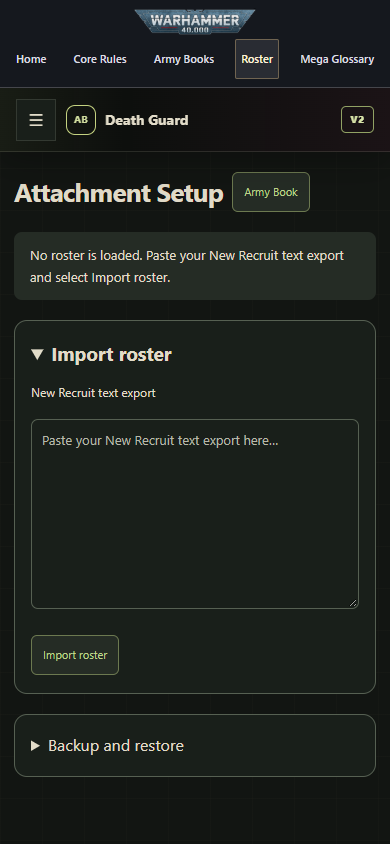 WARHAMMER
40,000
Home Core Rules Army Books Roster Mega Glossary
☰ AB Death Guard V2
Attachment Setup Army Book
No roster is loaded. Paste your New Recruit text export
and select Import roster.
▼ Import roster
New Recruit text export
Paste your New Recruit text export here...
Import roster
▶ Backup and restore